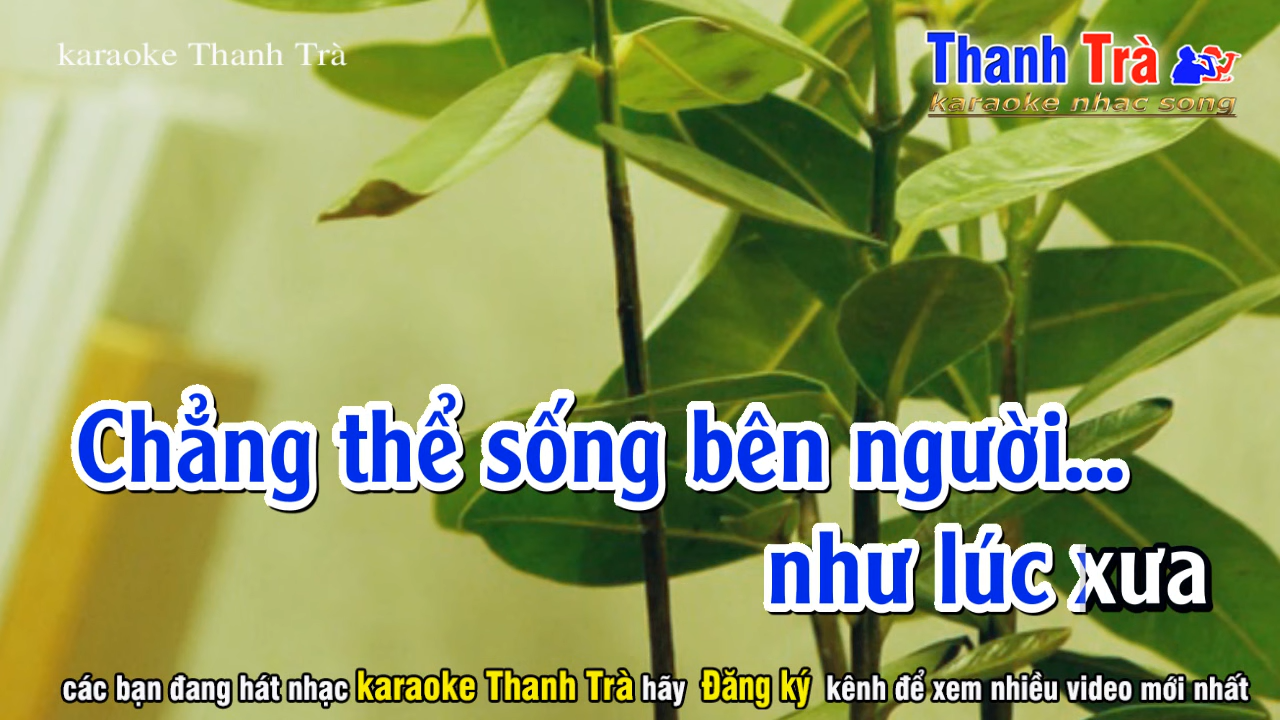 karaoke Thanh Trà
Thanh Trà
karaoke nhac song
Chẳng thể sống bên người...
như lúc xưa
các bạn đang hát nhạc karaoke Thanh Trà hãy Đăng ký kênh để xem nhiều video mới nhất